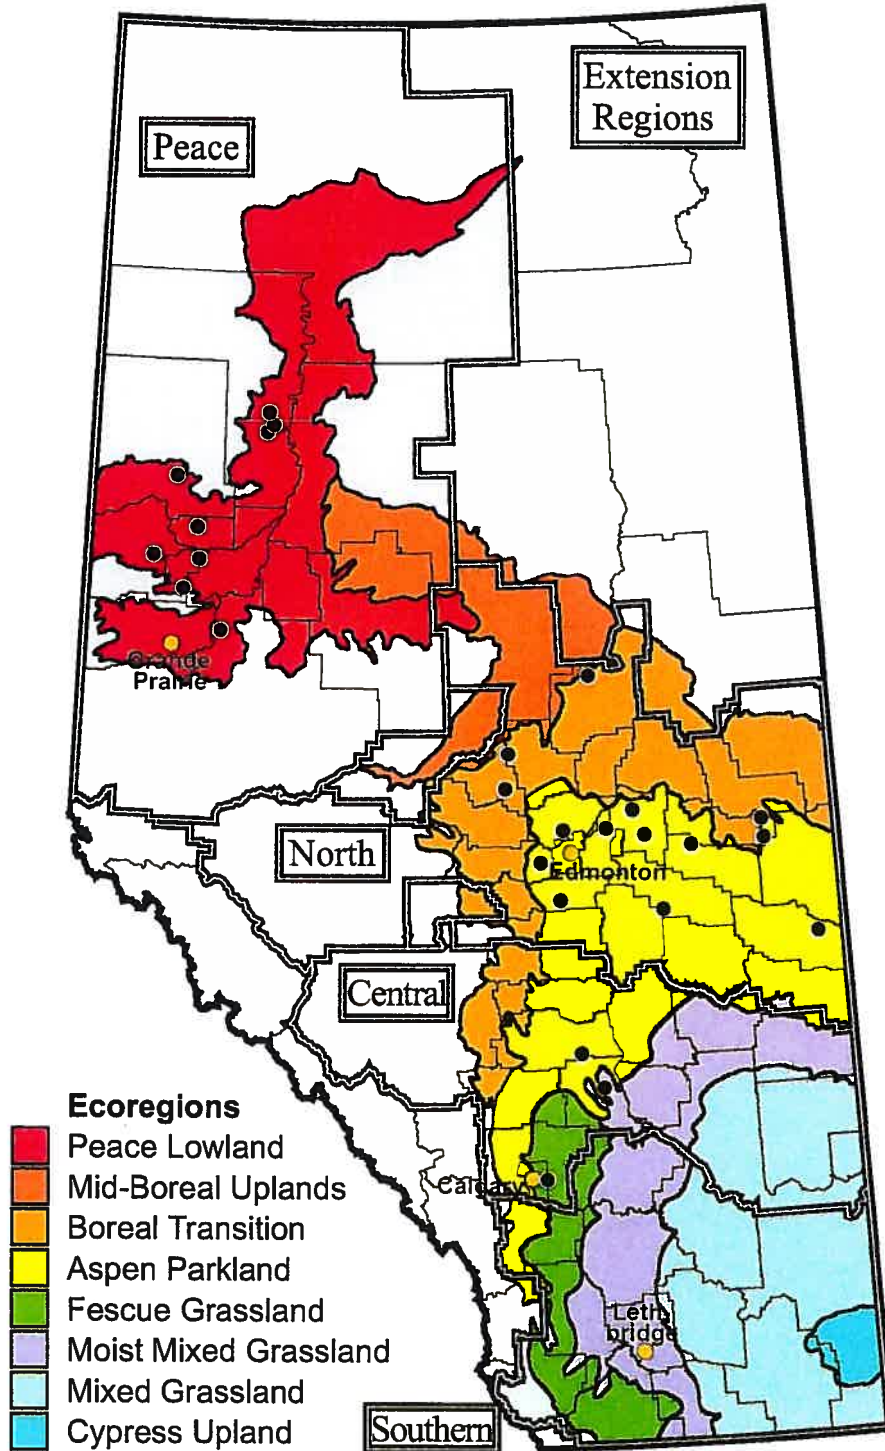 Extension
Regions
Peace
Grande
Prairie
North
Edmonton
Central
Calgary
Leth
bridge
Southern
Ecoregions
Peace Lowland
Mid-Boreal Uplands
Boreal Transition
Aspen Parkland
Fescue Grassland
Moist Mixed Grassland
Mixed Grassland
Cypress Upland